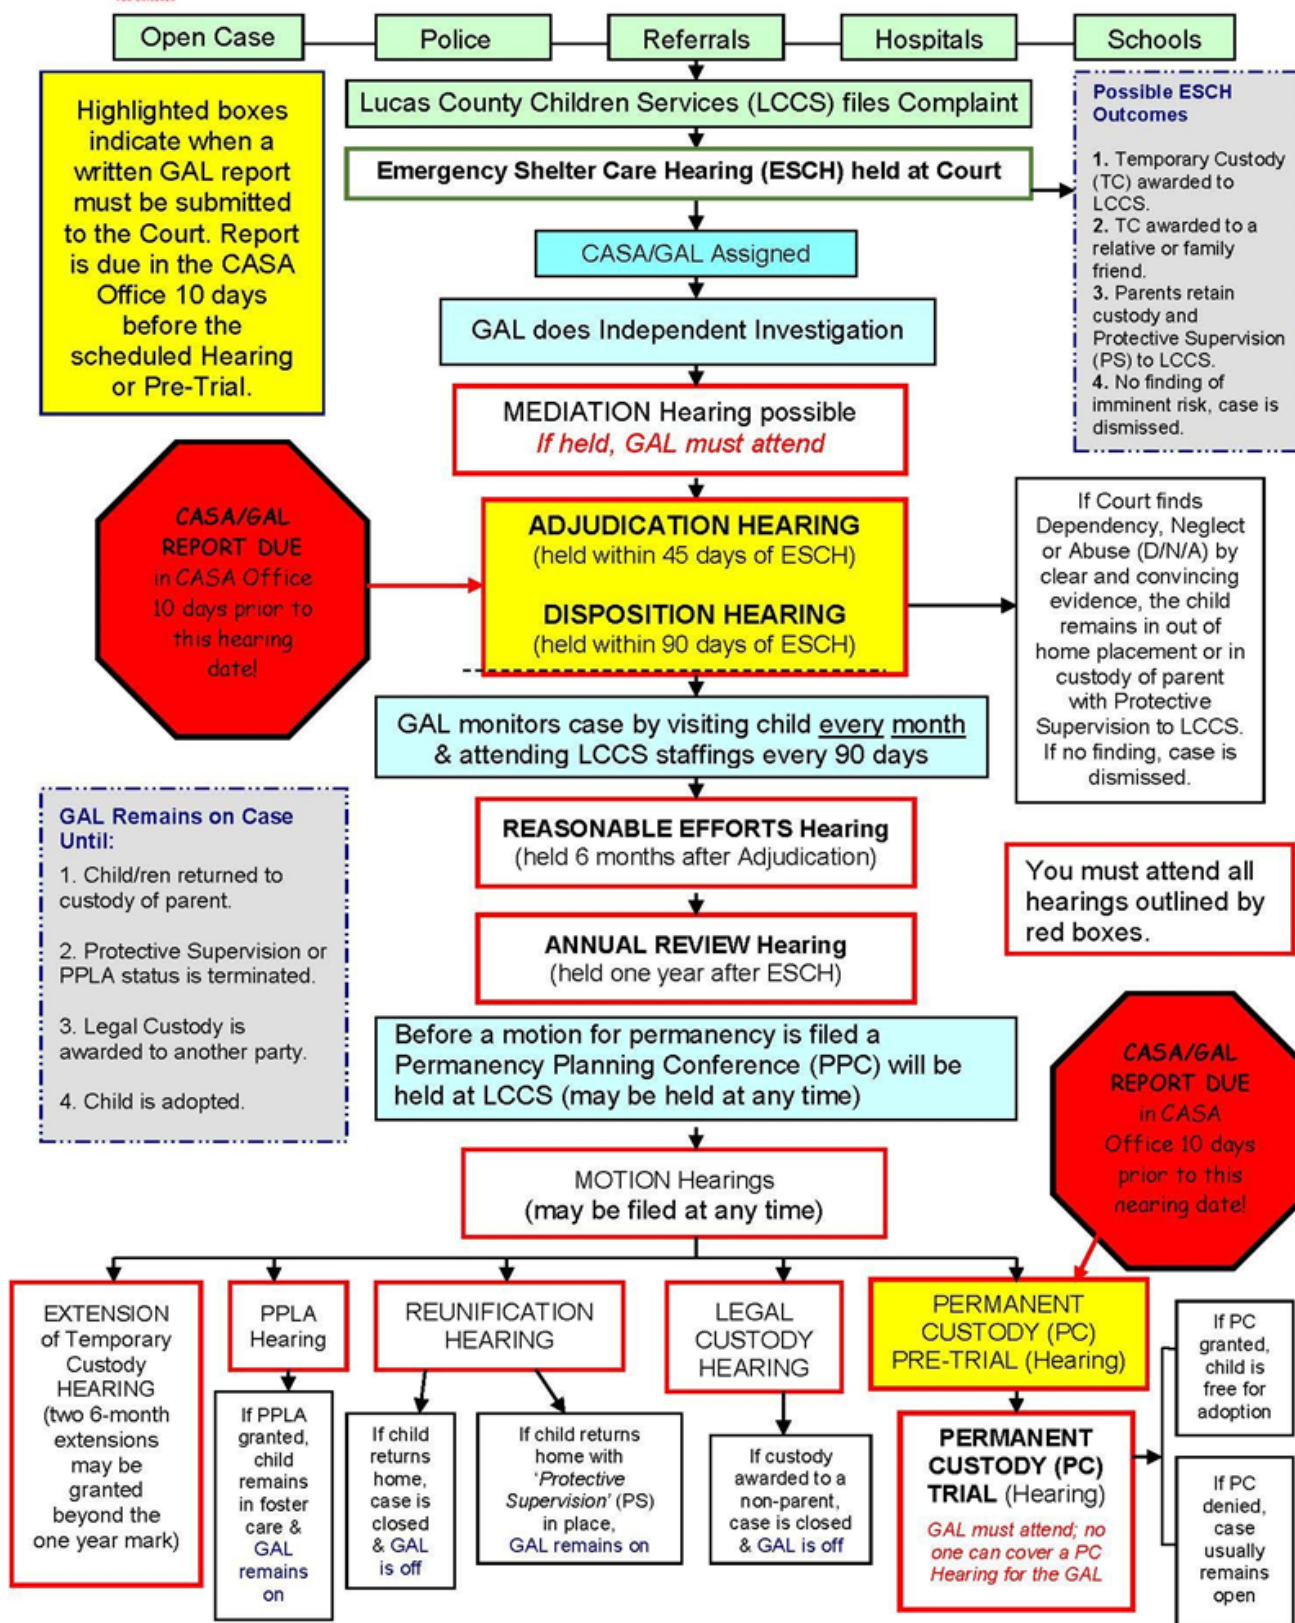 Open Case
Police
Referrals
Hospitals
Schools
Highlighted boxes
indicate when a
written GAL report
must be submitted
to the Court. Report
is due in the CASA
Office 10 days
before the
scheduled Hearing
or Pre-Trial.
Lucas County Children Services (LCCS) files Complaint
Emergency Shelter Care Hearing (ESCH) held at Court
Possible ESCH
Outcomes
1. Temporary Custody
(TC) awarded to
LCCS.
2. TC awarded to a
relative or family
friend.
3. Parents retain
custody and
Protective Supervision
(PS) to LCCS.
4. No finding of
imminent risk, case is
dismissed.
CASA/GAL Assigned
GAL does Independent Investigation
MEDIATION Hearing possible
If held, GAL must attend
CASA/GAL
REPORT DUE
in CASA Office
10 days prior to
this hearing
date!
ADJUDICATION HEARING
(held within 45 days of ESCH)
DISPOSITION HEARING
(held within 90 days of ESCH)
If Court finds
Dependency, Neglect
or Abuse (D/N/A) by
clear and convincing
evidence, the child
remains in out of
home placement or in
custody of parent
with Protective
Supervision to LCCS.
If no finding, case is
dismissed.
GAL monitors case by visiting child every month
& attending LCCS staffings every 90 days
GAL Remains on Case
Until:
1. Child/ren returned to
custody of parent.
2. Protective Supervision or
PPLA status is terminated.
3. Legal Custody is
awarded to another party.
4. Child is adopted.
REASONABLE EFFORTS Hearing
(held 6 months after Adjudication)
You must attend all
hearings outlined by
red boxes.
ANNUAL REVIEW Hearing
(held one year after ESCH)
Before a motion for permanency is filed a
Permanency Planning Conference (PPC) will be
held at LCCS (may be held at any time)
CASA/GAL
REPORT DUE
in CASA
Office 10 days
prior to this
hearing date!
MOTION Hearings
(may be filed at any time)
EXTENSION
of Temporary
Custody
HEARING
(two 6-month
extensions
may be
granted
beyond the
one year mark)
PPLA
Hearing
If PPLA
granted,
child
remains
in foster
care &
GAL
remains
on
REUNIFICATION
HEARING
If child
returns
home,
case is
closed
& GAL
is off
If child returns
home with
'Protective
Supervision' (PS)
in place,
GAL remains on
LEGAL
CUSTODY
HEARING
If custody
awarded to a
non-parent,
case is closed
& GAL is off
PERMANENT
CUSTODY (PC)
PRE-TRIAL (Hearing)
PERMANENT
CUSTODY (PC)
TRIAL (Hearing)
GAL must attend; no
one can cover a PC
Hearing for the GAL
If PC
granted,
child is
free for
adoption
If PC
denied,
case
usually
remains
open